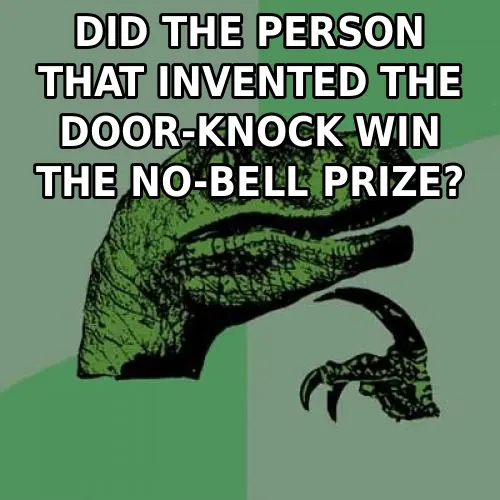 DID THE PERSON
THAT INVENTED THE
DOOR-KNOCK WIN
THE NO-BELL PRIZE?